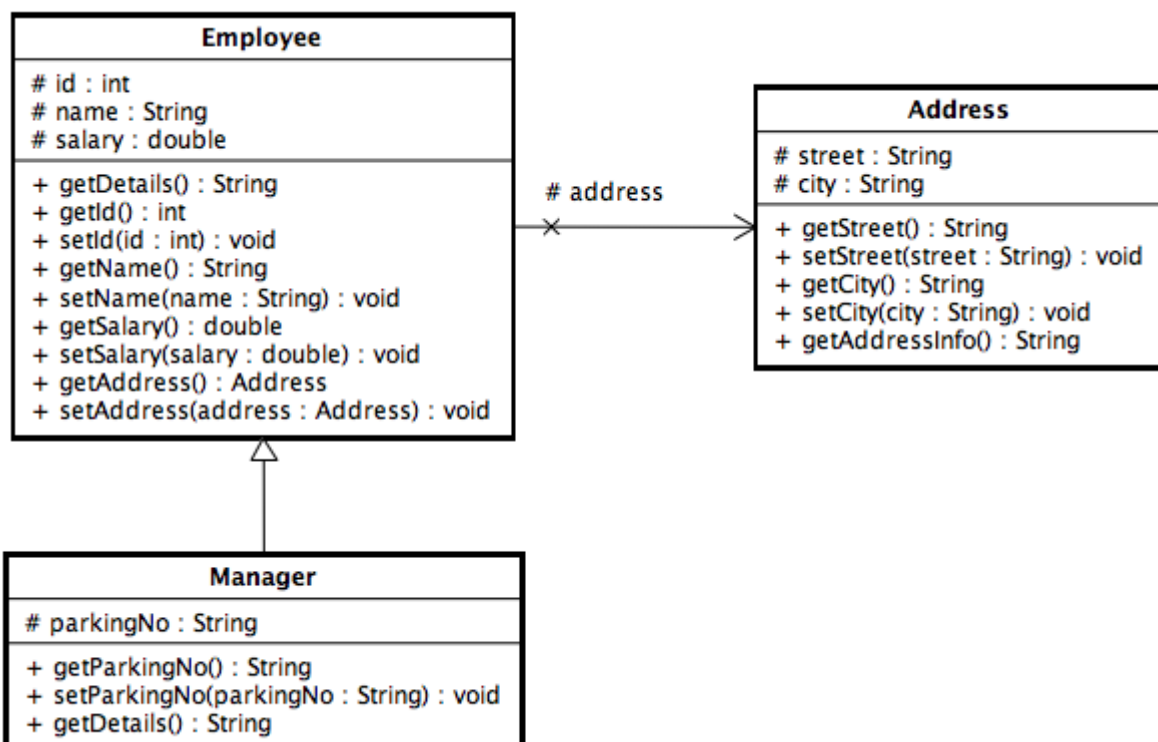 Employee
# id : int
# name : String
# salary : double
+ getDetails() : String
+ getId() : int
+ setId(id : int) : void
+ getName() : String
+ setName(name : String) : void
+ getSalary() : double
+ setSalary(salary : double) : void
+ getAddress() : Address
+ setAddress(address : Address) : void
# address
Address
# street : String
# city : String
+ getStreet() : String
+ setStreet(street : String) : void
+ getCity() : String
+ setCity(city : String) : void
+ getAddressInfo() : String
Manager
# parkingNo : String
+ getParkingNo() : String
+ setParkingNo(parkingNo : String) : void
+ getDetails() : String